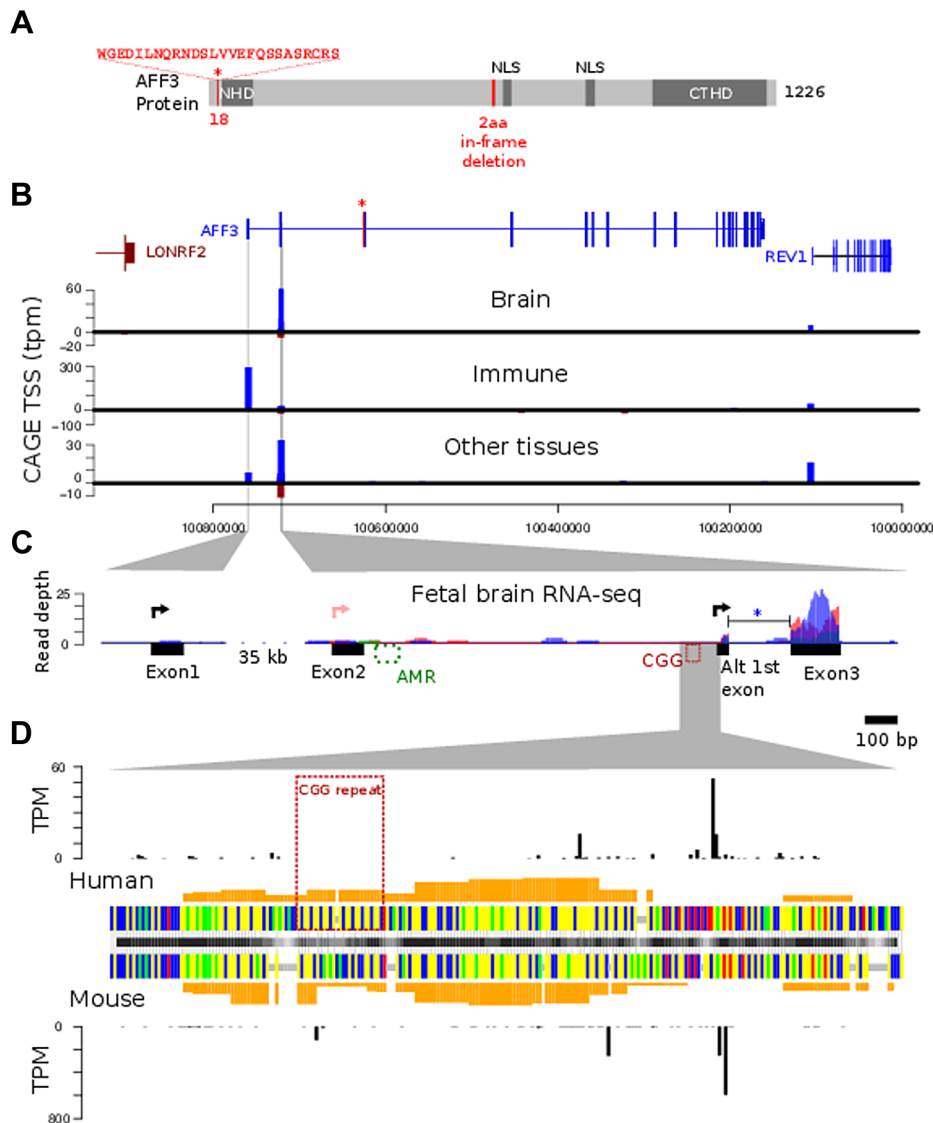 A
WGEDILNQRNDSLVVEFQSSASRCRS
*
NLS
NLS
AFF3
Protein
NHD
CTHD
1226
18
2aa
in-frame
deletion
B
*
AFF3
LONRF2
REV1
CAGE TSS (tpm)
60
0
-20
Brain
300
0
-100
Immune
30
0
-10
Other tissues
100800000
100600000
100400000
100200000
100000000
C
Fetal brain RNA-seq
Read depth
25
0
*
Exon1
35 kb
Exon2
AMR
CGG
Alt 1st
exon
Exon3
100 bp
D
TPM
60
0
CGG repeat
Human
Mouse
TPM
0
800